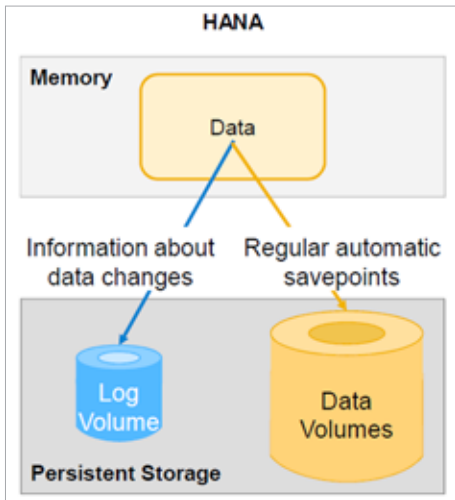 HANA
Memory
Data
Information about
data changes
Regular automatic
savepoints
Log
Volume
Data
Volumes
Persistent Storage